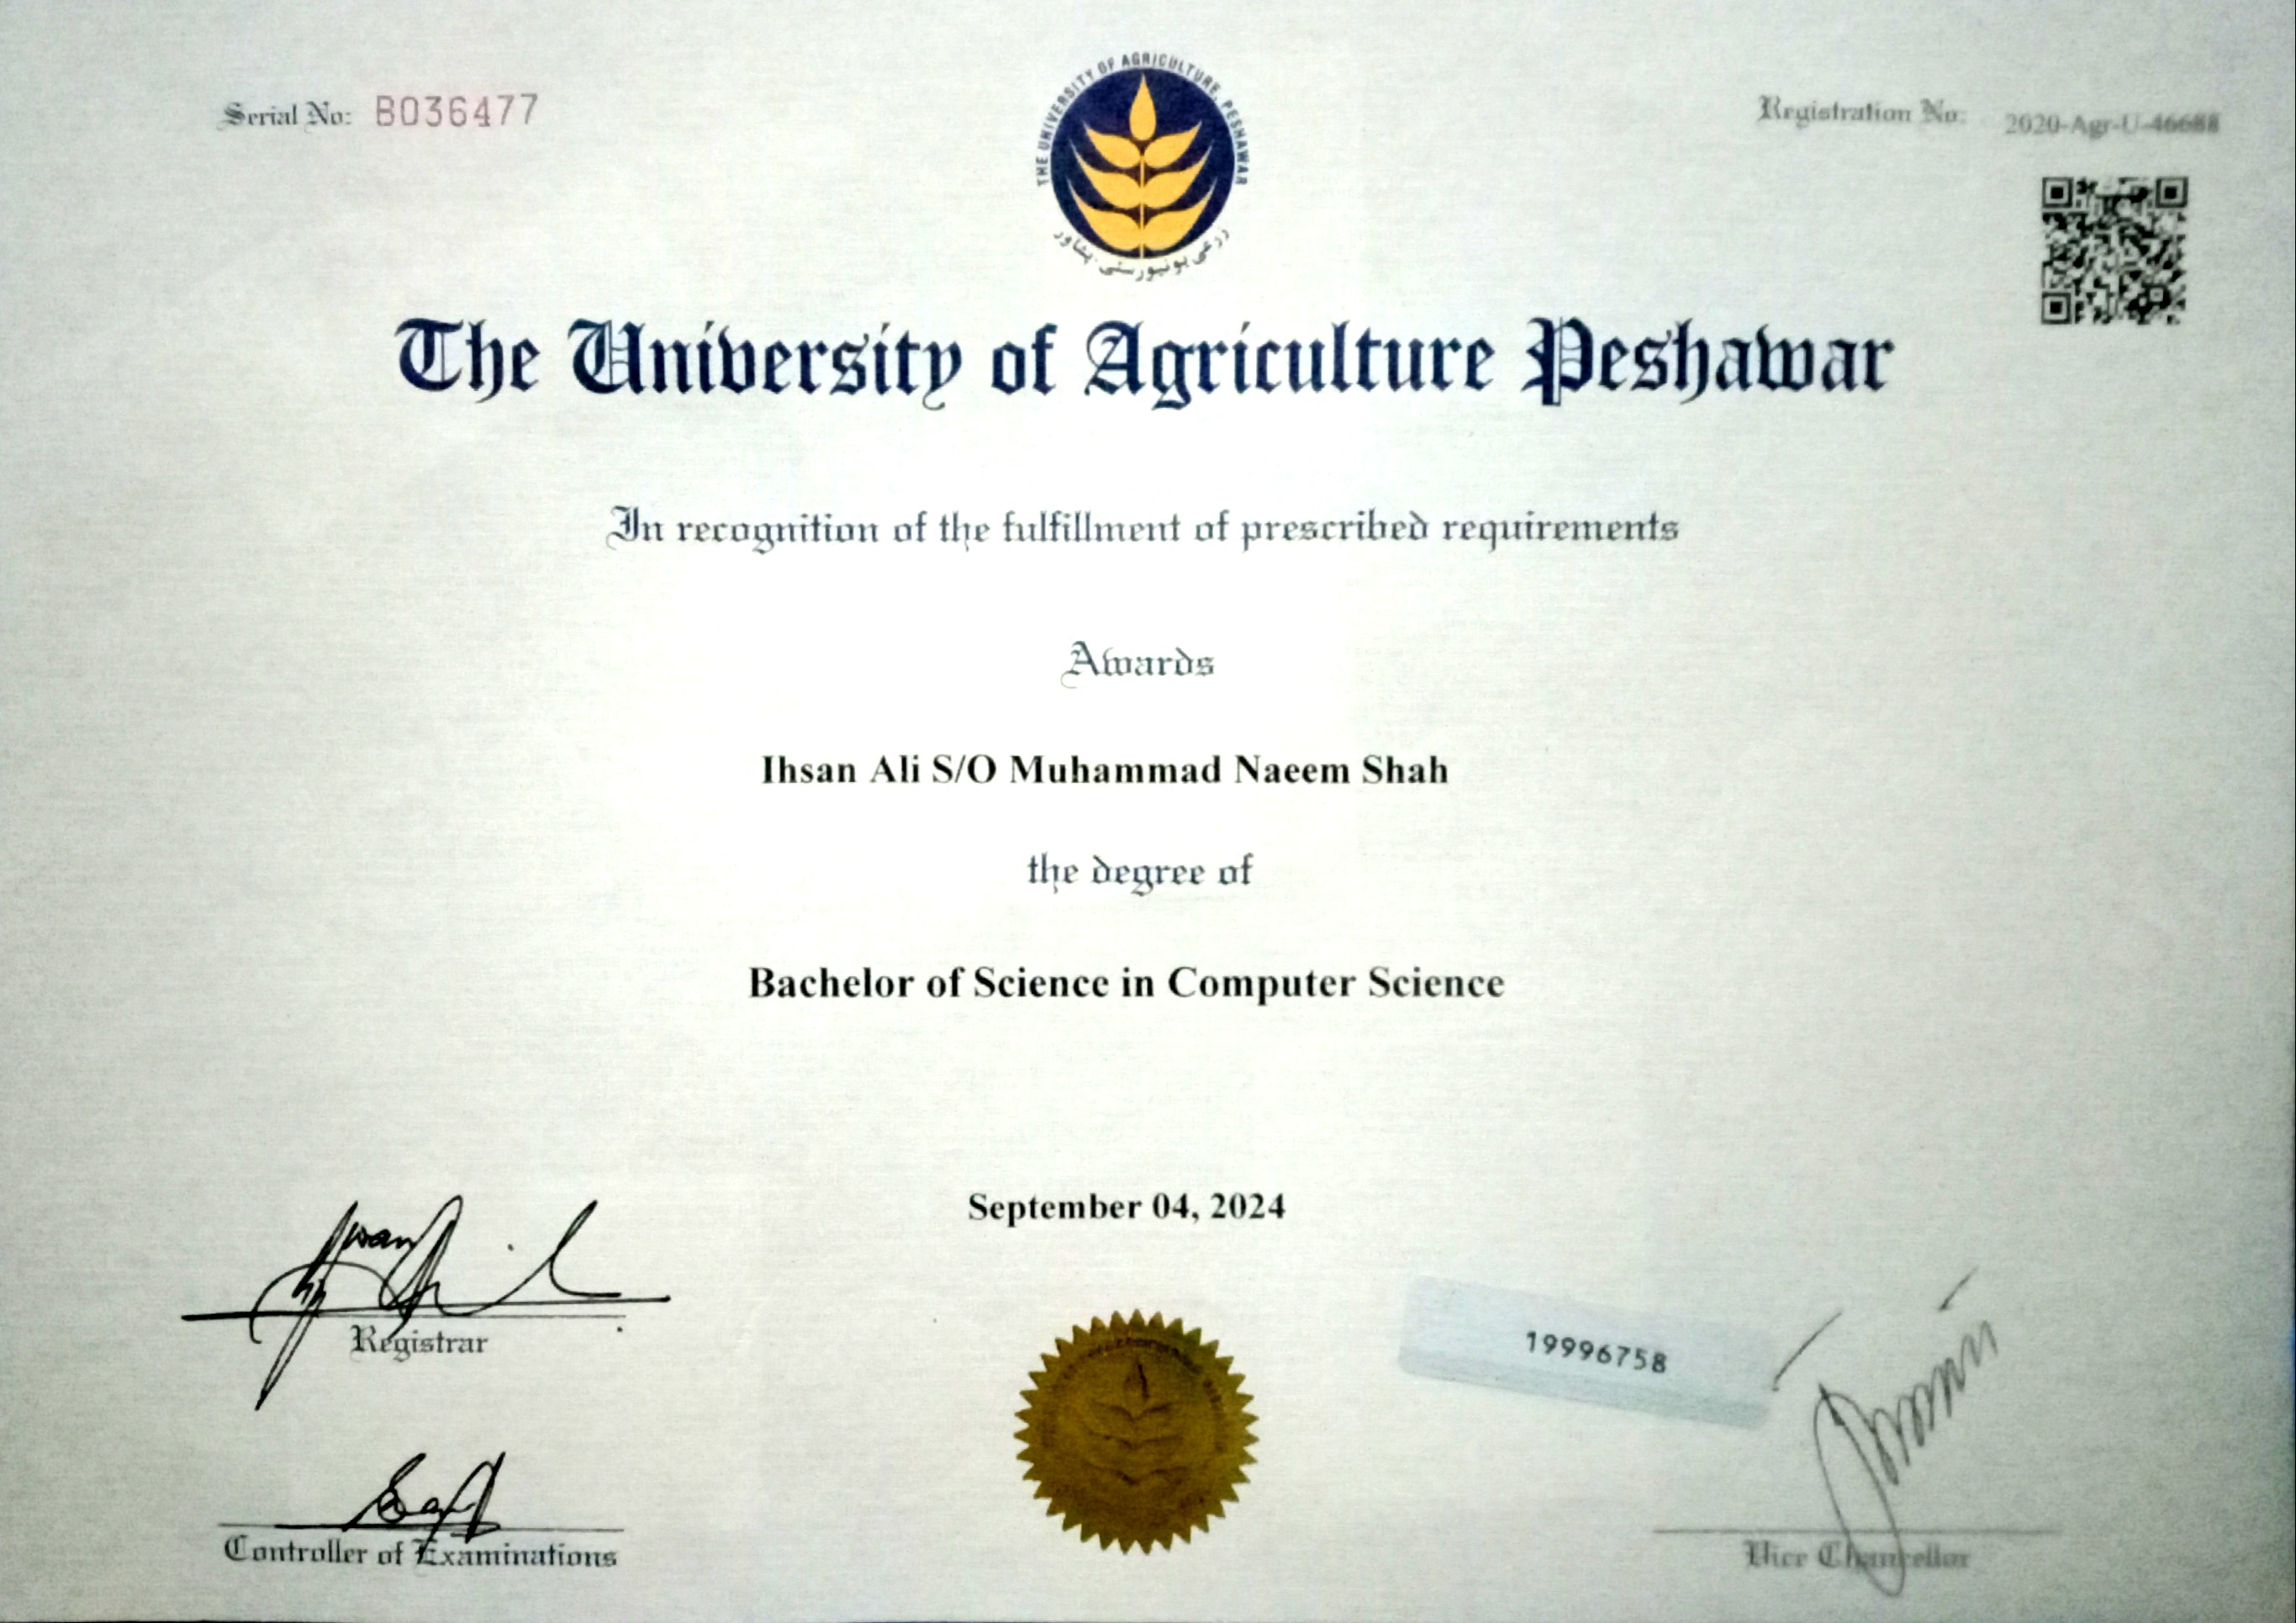 Serial No: B036477
Registration No: 2020-Agr-U-46688
THE UNIVERSITY OF AGRICULTURE, PESHAWAR
زرعی یونیورسٹی پشاور
The University of Agriculture Peshawar
In recognition of the fulfillment of prescribed requirements
Awards
Ihsan Ali S/O Muhammad Naeem Shah
the degree of
Bachelor of Science in Computer Science
September 04, 2024
Registrar
19996758
Controller of Examinations
Vice Chancellor